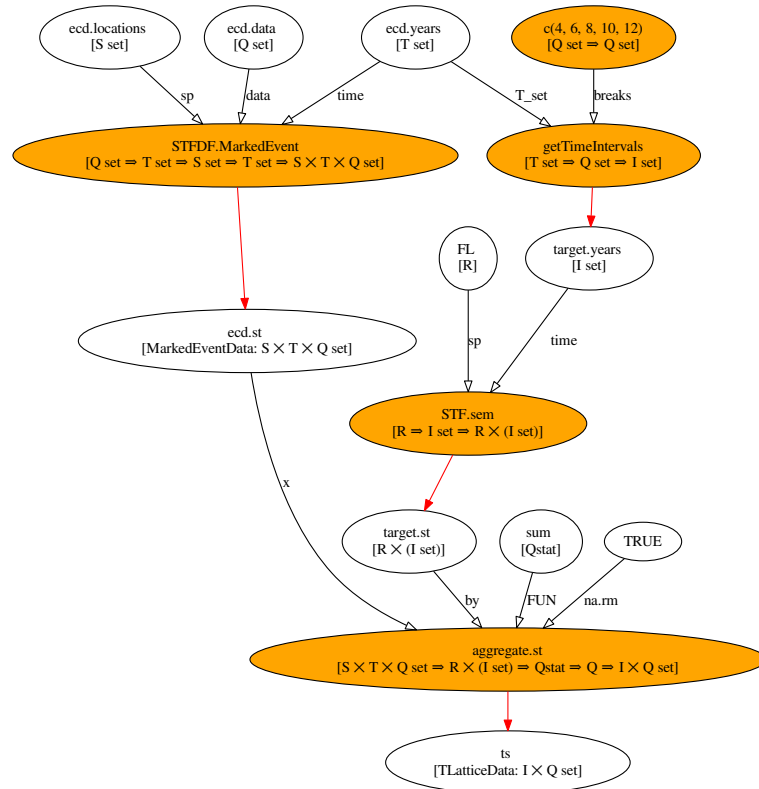 ecd.locations
[S set]
ecd.data
[Q set]
ecd.years
[T set]
c(4, 6, 8, 10, 12)
[Q set ⇒ Q set]
sp
data
time
T_set
breaks
STFDF.MarkedEvent
[Q set ⇒ T set ⇒ S set ⇒ T set ⇒ S × T × Q set]
getTimeIntervals
[T set ⇒ Q set ⇒ I set]
FL
[R]
target.years
[I set]
ecd.st
[MarkedEventData: S × T × Q set]
sp
time
STF.sem
[R ⇒ I set ⇒ R × (I set)]
x
target.st
[R × (I set)]
sum
[Qstat]
TRUE
by
FUN
na.rm
aggregate.st
[S × T × Q set ⇒ R × (I set) ⇒ Qstat ⇒ Q ⇒ I × Q set]
ts
[TLatticeData: I × Q set]